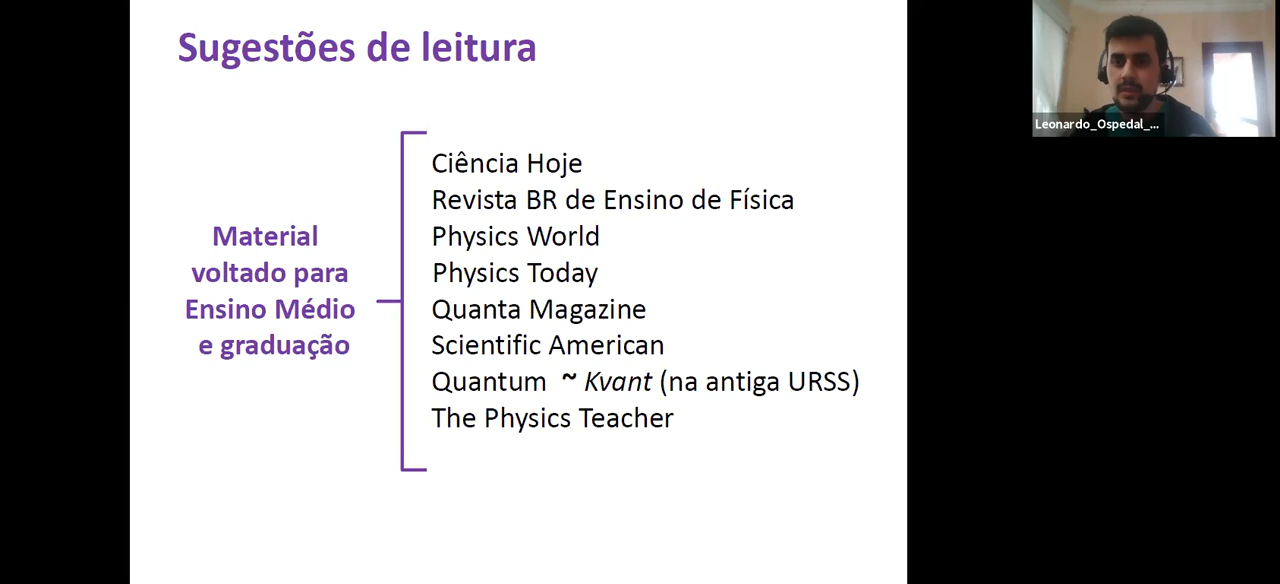 Sugestões de leitura
Material
voltado para
Ensino Médio
e graduação
Ciência Hoje
Revista BR de Ensino de Física
Physics World
Physics Today
Quanta Magazine
Scientific American
Quantum ~ Kvant (na antiga URSS)
The Physics Teacher
Leonardo_Ospedal_...